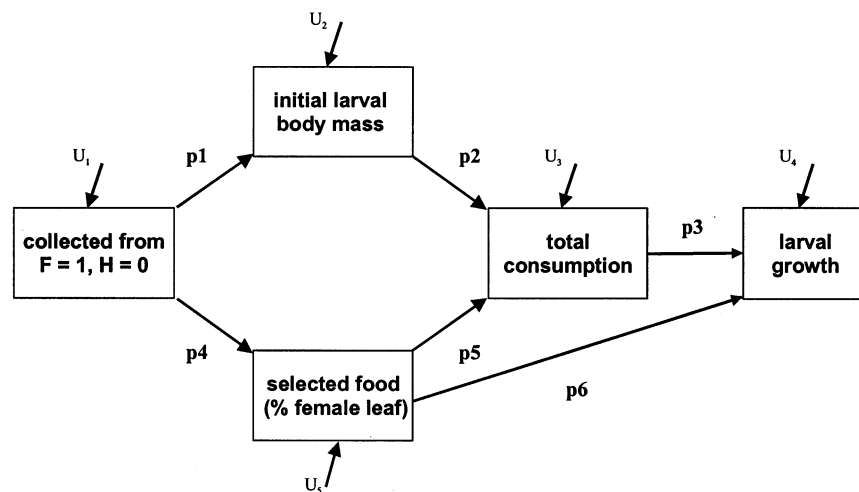 U₂
initial larval
body mass
U₁
p1
p2
U₃
U₄
collected from
F = 1, H = 0
total
consumption
p3
larval
growth
p4
selected food
(% female leaf)
p5
p6
U₅